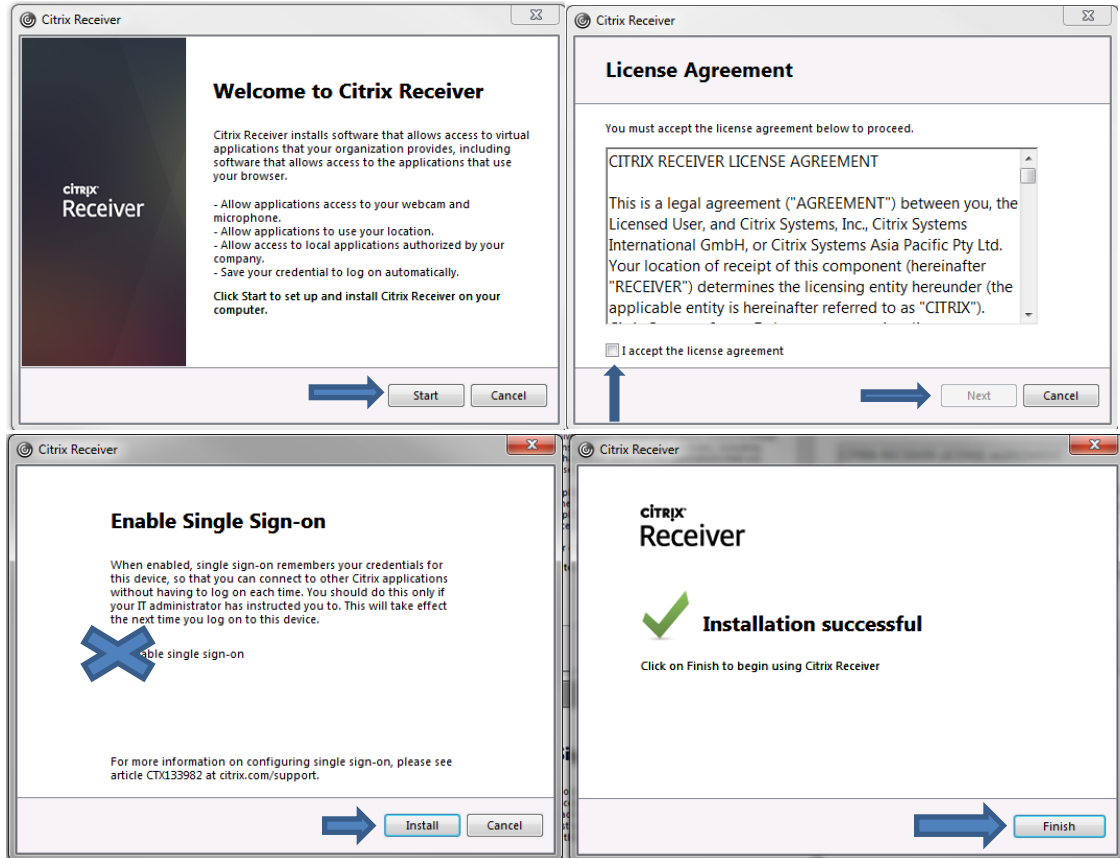 Citrix Receiver
Welcome to Citrix Receiver
Citrix Receiver installs software that allows access to virtual
applications that your organization provides, including
software that allows access to the applications that use
your browser.
- Allow applications access to your webcam and
microphone.
- Allow applications to use your location.
- Allow access to local applications authorized by your
company.
- Save your credential to log on automatically.
Click Start to set up and install Citrix Receiver on your
computer.
CITRIX
Receiver
Start
Cancel
Citrix Receiver
License Agreement
You must accept the license agreement below to proceed.
CITRIX RECEIVER LICENSE AGREEMENT
This is a legal agreement ("AGREEMENT") between you, the
Licensed User, and Citrix Systems, Inc., Citrix Systems
International GmbH, or Citrix Systems Asia Pacific Pty Ltd.
Your location of receipt of this component (hereinafter
"RECEIVER") determines the licensing entity hereunder (the
applicable entity is hereinafter referred to as "CITRIX").
I accept the license agreement
Next
Cancel
Citrix Receiver
Enable Single Sign-on
When enabled, single sign-on remembers your credentials for
this device, so that you can connect to other Citrix applications
without having to log on each time. You should do this only if
your IT administrator has instructed you to. This will take effect
the next time you log on to this device.
single sign-on
For more information on configuring single sign-on, please see
article CTX133982 at citrix.com/support.
Install
Cancel
Citrix Receiver
CITRIX
Receiver
Installation successful
Click on Finish to begin using Citrix Receiver
Finish